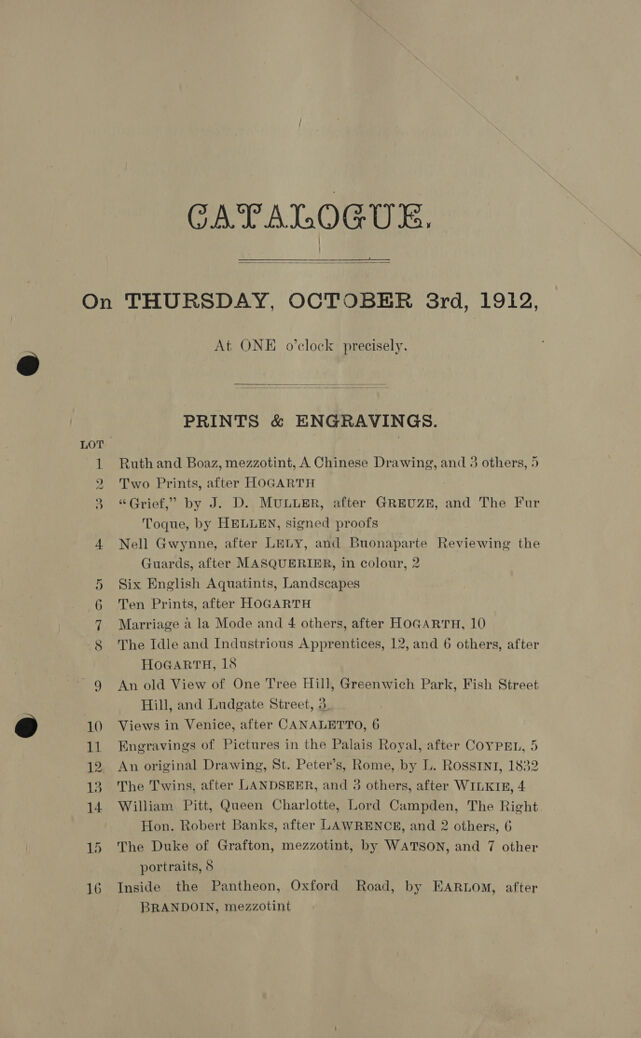 CATALOGUE.
On THURSDAY, OCTOBER 3rd, 1912,
At ONE o'clock precisely.
PRINTS & ENGRAVINGS.
LOT
1 Ruth and Boaz, mezzotint, A Chinese Drawing, and 3 others, 5
2 Two Prints, after HOGARTH
3 “Grief,” by J. D. MULLER, after GREUZE, and The Fur
Toque, by HELLEN, signed proofs
4 Nell Gwynne, after LELY, and Buonaparte Reviewing the
Guards, after MASQUERIER, in colour, 2
5 Six English Aquatints, Landscapes
6 Ten Prints, after HOGARTH
7 Marriage à la Mode and 4 others, after HOGARTH, 10
8 The Idle and Industrious Apprentices, 12, and 6 others, after
HOGARTH, 18
9 An old View of One Tree Hill, Greenwich Park, Fish Street
Hill, and Ludgate Street, 3
10 Views in Venice, after CANALETTO, 6
11 Engravings of Pictures in the Palais Royal, after COYPEL, 5
12 An original Drawing, St. Peter's, Rome, by L. ROSSINI, 1832
13 The Twins, after LANDSEER, and 3 others, after WILKIE, 4
14 William Pitt, Queen Charlotte, Lord Campden, The Right
Hon. Robert Banks, after LAWRENCE, and 2 others, 6
15 The Duke of Grafton, mezzotint, by WATSON, and 7 other
portraits, 8
16 Inside the Pantheon, Oxford Road, by EARLOM, after
BRANDOIN, mezzotint